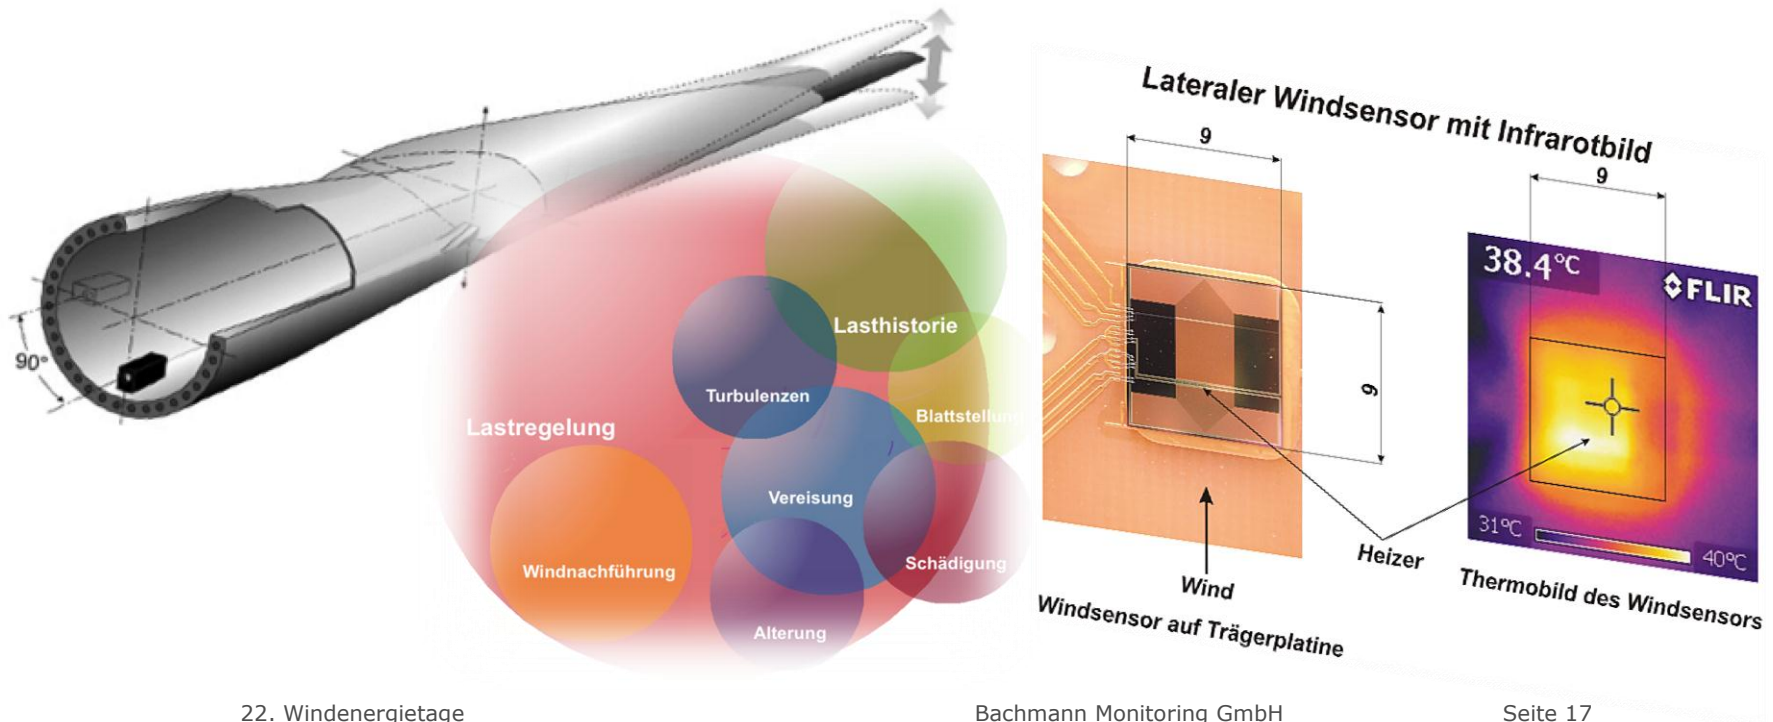 Lateraler Windsensor mit Infrarotbild
9
9
38.4°C
FLIR
Lasthistorie
90°
Turbulenzen
9
Blattstellung
Lastregelung
Vereisung
31°C
40°C
Heizer
Schädigung
Windnachführung
Wind
Thermobild des Windsensors
Windsensor auf Trägerplatine
Alterung
22. Windenergietage
Bachmann Monitoring GmbH
Seite 17